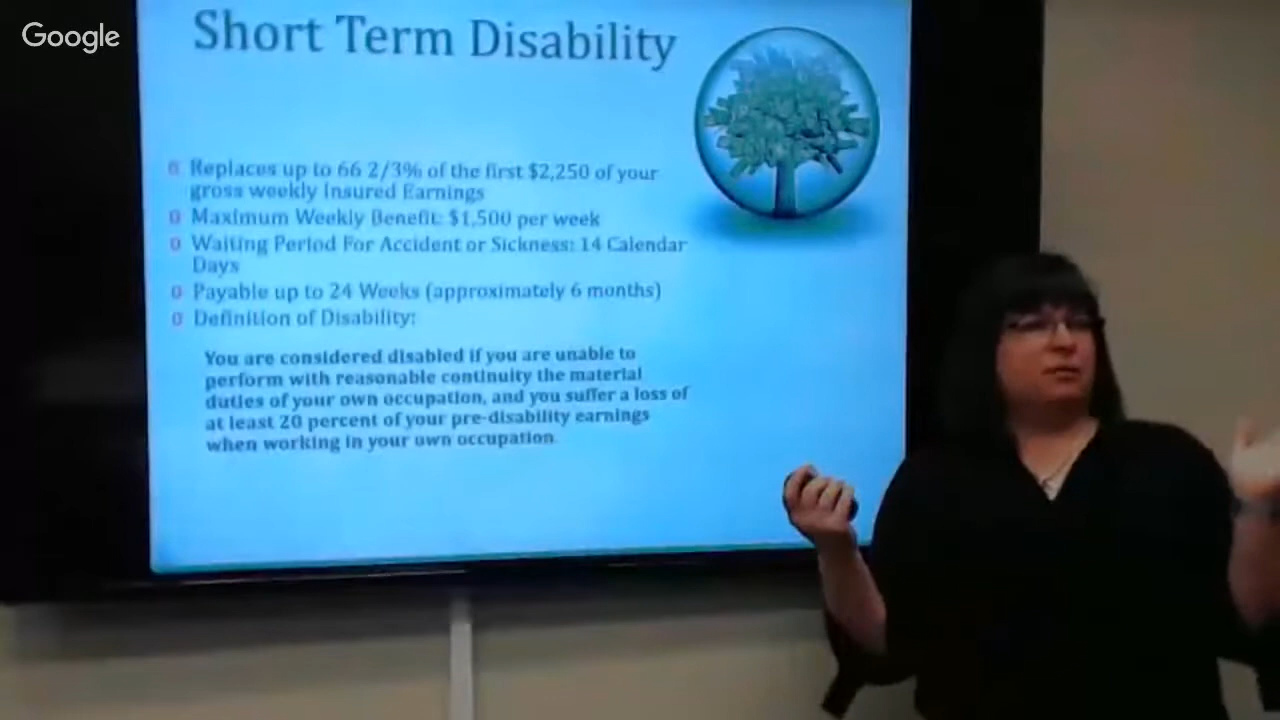 Google
Short Term Disability
Replaces up to 66 2/3% of the first $2,250 of your
gross weekly Insured Earnings
Maximum Weekly Benefit: $1,500 per week
Waiting Period For Accident or Sickness: 14 Calendar
Days
Payable up to 24 Weeks (approximately 6 months)
Definition of Disability:
You are considered disabled if you are unable to
perform with reasonable continuity the material
duties of your own occupation, and you suffer a loss of
at least 20 percent of your pre-disability earnings
when working in your own occupation.